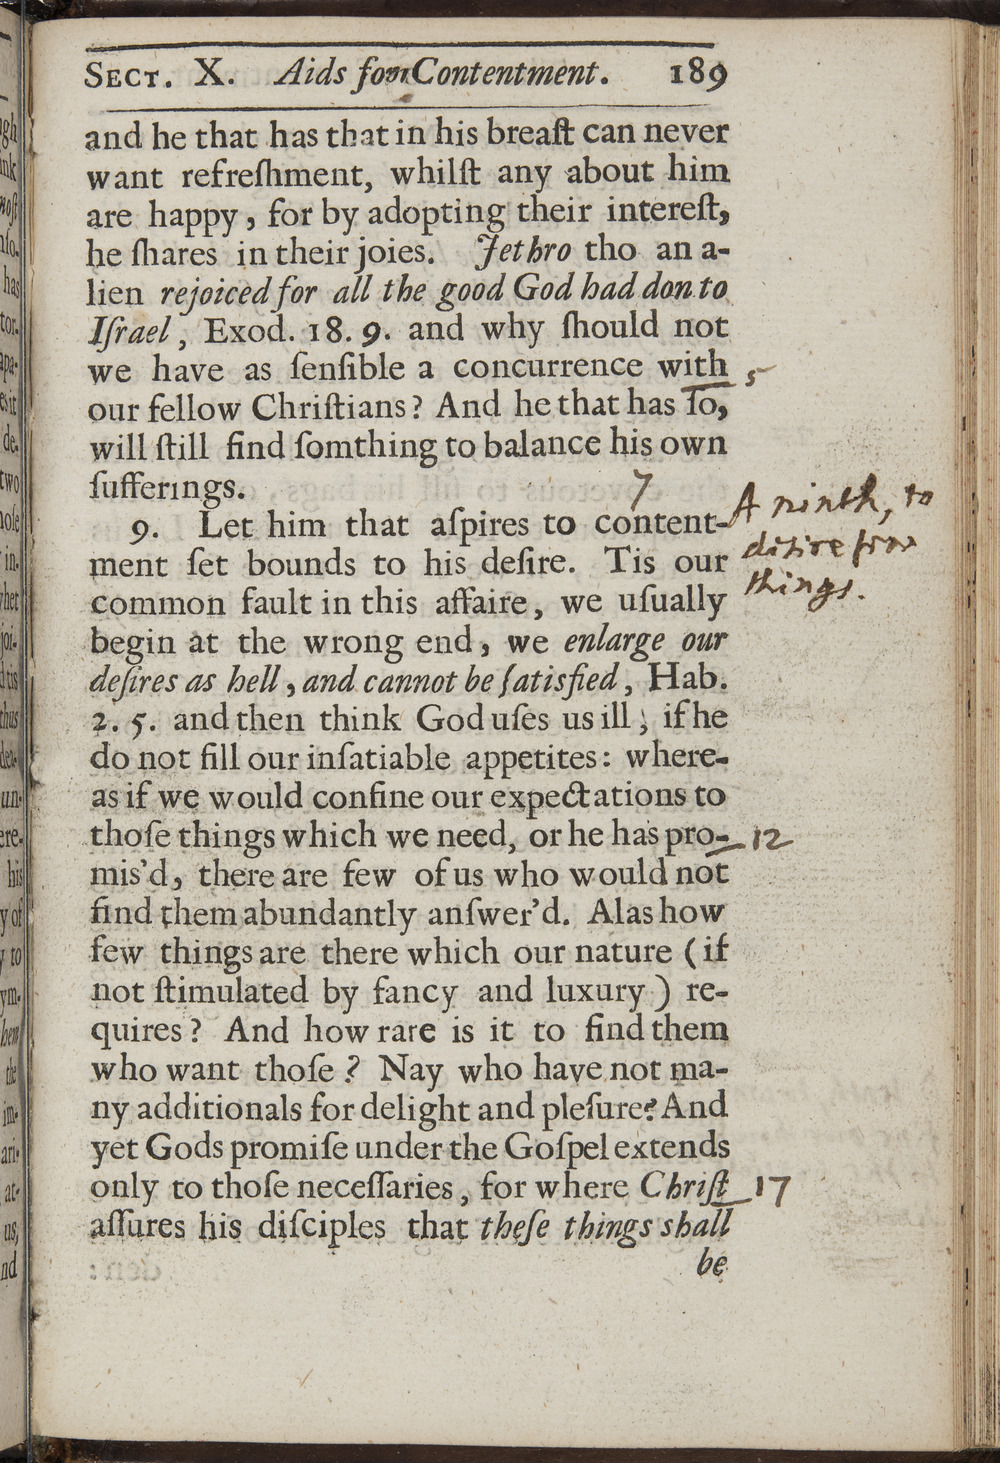 SECT. X. Aids for Contentment. 189
and he that has that in his breaſt can never
want refreſhment, whilſt any about him
are happy, for by adopting their intereſt,
he ſhares in their joies. Jethro tho an a-
lien rejoiced for all the good God had don to
Iſrael, Exod. 18. 9. and why ſhould not
we have as ſenſible a concurrence with 5
our fellow Chriſtians? And he that has ſo,
will ſtill find ſomthing to balance his own
ſufferings.
7
9. Let him that aſpires to content-
ment ſet bounds to his deſire. Tis our
common fault in this affaire, we uſually
begin at the wrong end, we enlarge our
deſires as hell, and cannot be ſatisfied, Hab.
2. 5. and then think God uſes us ill, if he
do not fill our inſatiable appetites: where-
as if we would confine our expectations to
thoſe things which we need, or he has pro- 12
mis'd, there are few of us who would not
find them abundantly anſwer'd. Alas how
few things are there which our nature (if
not ſtimulated by fancy and luxury) re-
quires? And how rare is it to find them
who want thoſe? Nay who have not ma-
ny additionals for delight and pleſure? And
yet Gods promiſe under the Goſpel extends
only to thoſe neceſſaries, for where Chriſt 17
aſſures his diſciples that theſe things shall
be
A ninth, to
desire few
things.